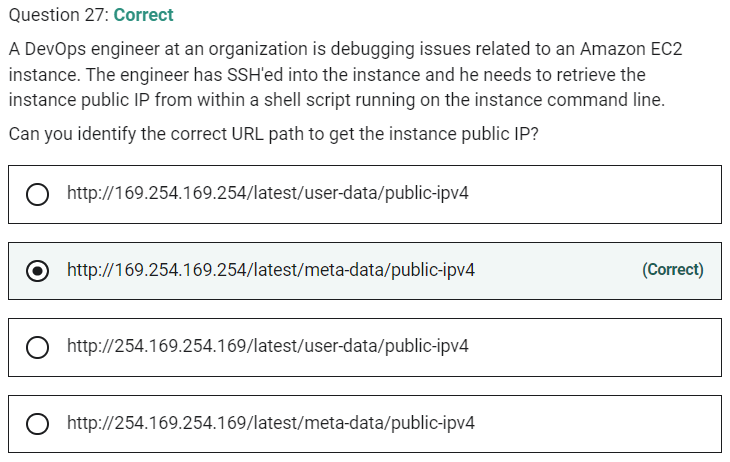 Question 27: Correct
A DevOps engineer at an organization is debugging issues related to an Amazon EC2
instance. The engineer has SSH'ed into the instance and he needs to retrieve the
instance public IP from within a shell script running on the instance command line.
Can you identify the correct URL path to get the instance public IP?
http://169.254.169.254/latest/user-data/public-ipv4
http://169.254.169.254/latest/meta-data/public-ipv4 (Correct)
http://254.169.254.169/latest/user-data/public-ipv4
http://254.169.254.169/latest/meta-data/public-ipv4